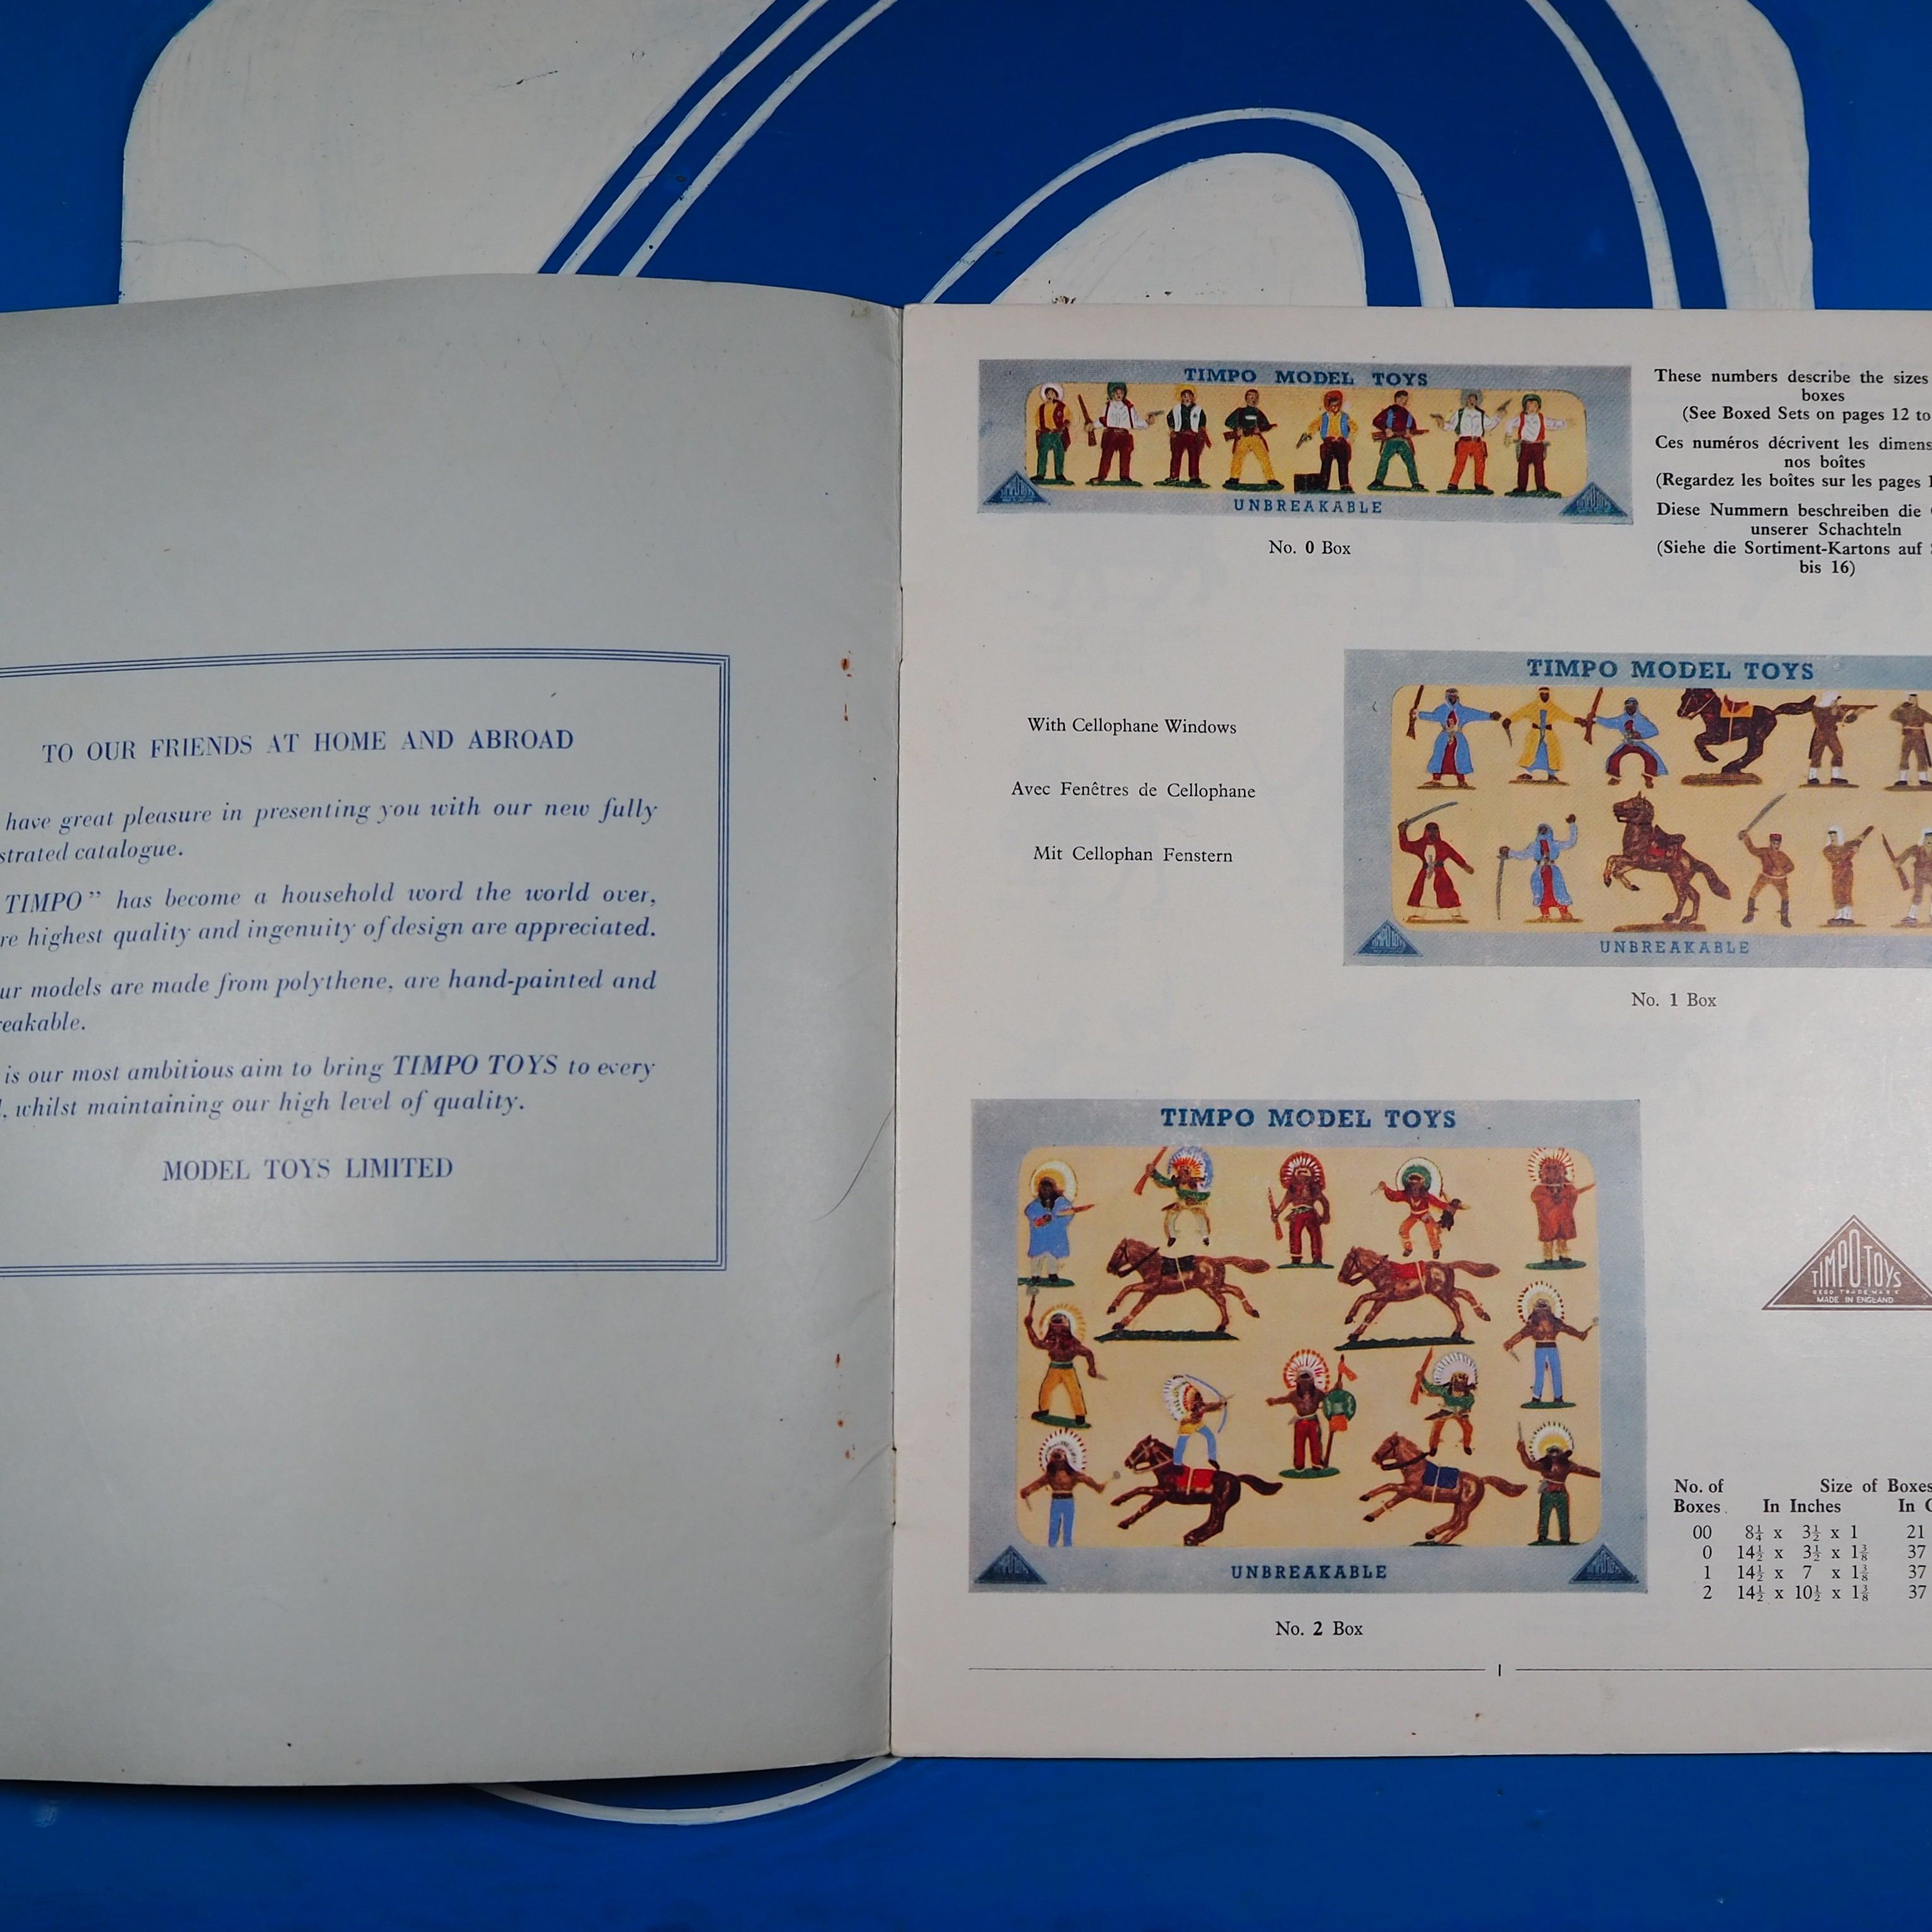 TO OUR FRIENDS AT HOME AND ABROAD
have great pleasure in presenting you with our new fully
strated catalogue.
TIMPO” has become a household word the world over,
re highest quality and ingenuity of design are appreciated.
ur models are made from polythene, are hand-painted and
reakable.
is our most ambitious aim to bring TIMPO TOYS to every
, whilst maintaining our high level of quality.
MODEL TOYS LIMITED
TIMPO MODEL TOYS
UNBREAKABLE
No. 0 Box
These numbers describe the sizes
boxes
(See Boxed Sets on pages 12 to
Ces numéros décrivent les dimens
nos boîtes
(Regardez les boîtes sur les pages 1
Diese Nummern beschreiben die
unserer Schachteln
(Siehe die Sortiment-Kartons auf
bis 16)
With Cellophane Windows
Avec Fenêtres de Cellophane
Mit Cellophan Fenstern
TIMPO MODEL TOYS
UNBREAKABLE
No. 1 Box
TIMPO MODEL TOYS
UNBREAKABLE
No. 2 Box
TIMPO TOYS
REGD TRADE MARK
MADE IN ENGLAND
No. of Size of Boxes
Boxes. In Inches In C
00 8¼ x 3½ x 1 21
0 14½ x 3½ x 1⅜ 37
1 14½ x 7 x 1⅜ 37
2 14½ x 10½ x 1⅜ 37
1